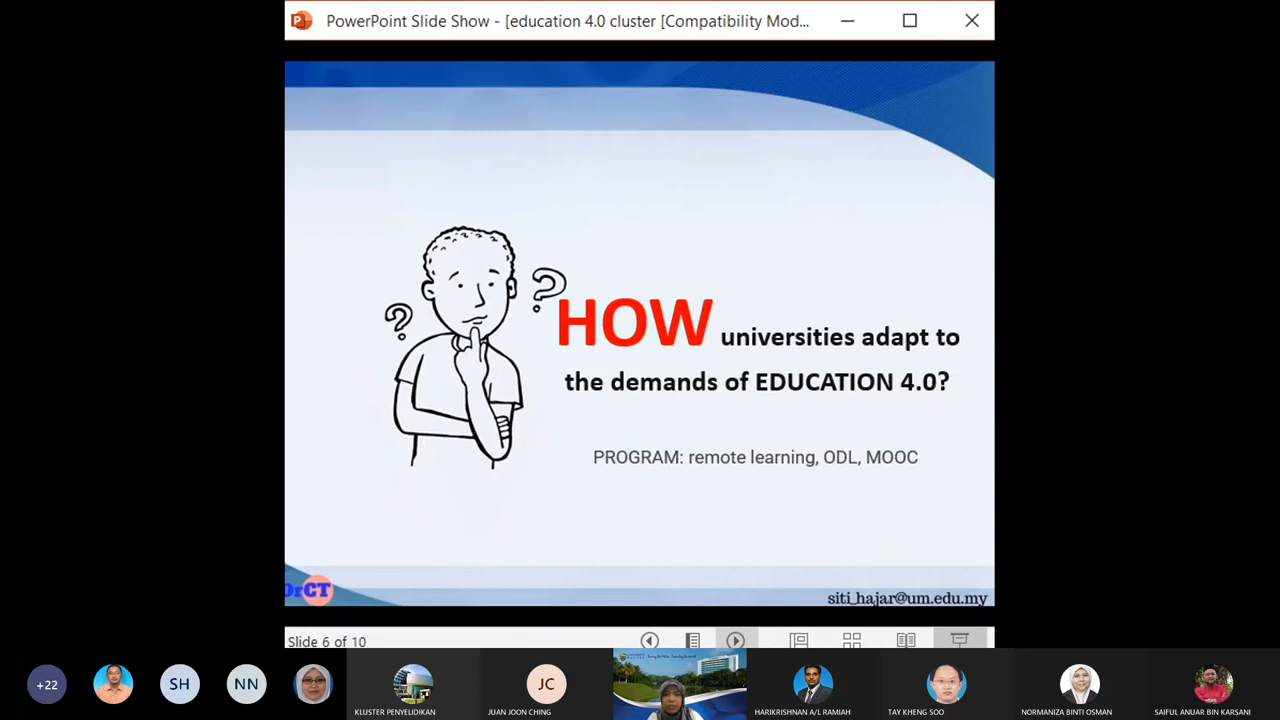 PowerPoint Slide Show - [education 4.0 cluster [Compatibility Mod...
? ?
HOW universities adapt to
the demands of EDUCATION 4.0?
PROGRAM: remote learning, ODL, MOOC
DrCT
siti_hajar@um.edu.my
Slide 6 of 10
+22
SH
NN
KLUSTER PENYELIDIKAN
JC
JUAN JOON CHING
HARIKRISHNAN A/L RAMIAH
TAY KHENG SOO
NORMANIZA BINTI OSMAN
SAIFUL ANUAR BIN KARSANI